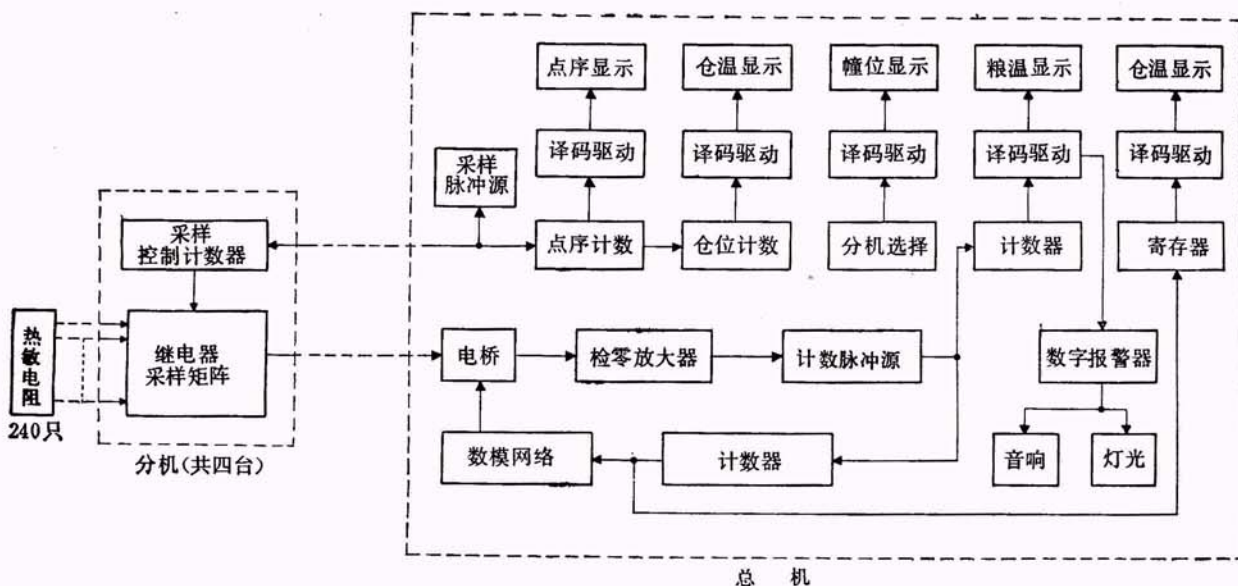 点序显示
仓温显示
幢位显示
粮温显示
仓温显示
译码驱动
译码驱动
译码驱动
译码驱动
译码驱动
采样
脉冲源
采样
控制计数器
点序计数
仓位计数
分机选择
计数器
寄存器
热敏电阻
240只
继电器
采样矩阵
分机(共四台)
电桥
检零放大器
计数脉冲源
数字报警器
数模网络
计数器
音响
灯光
总 机